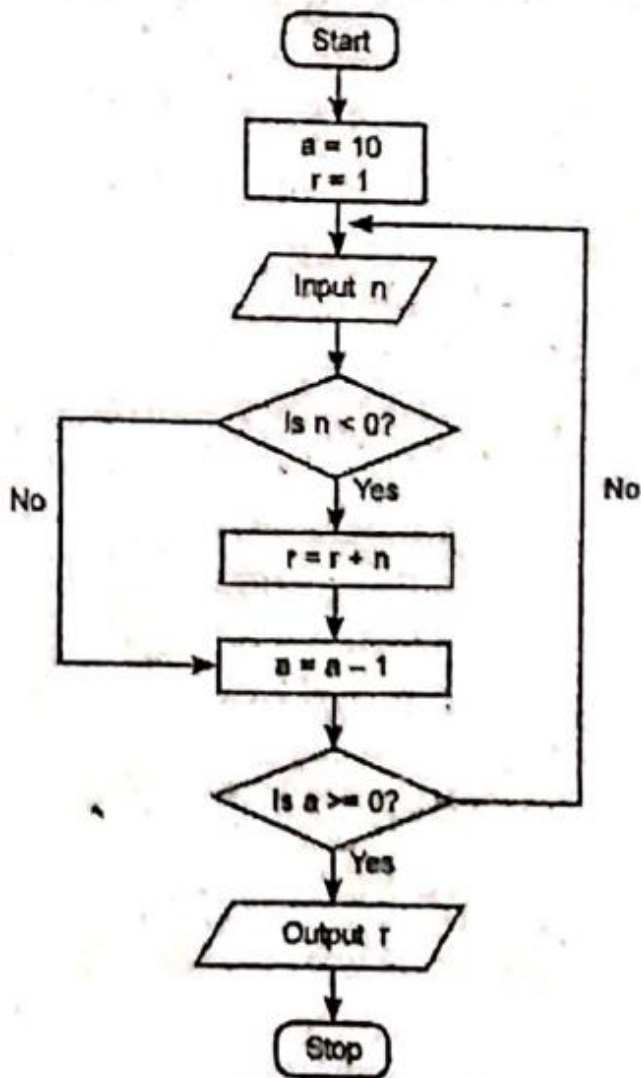 Start
a = 10
r = 1
Input n
Is n < 0?
No
Yes
r = r + n
a = a – 1
Is a >= 0?
No
Yes
Output r
Stop